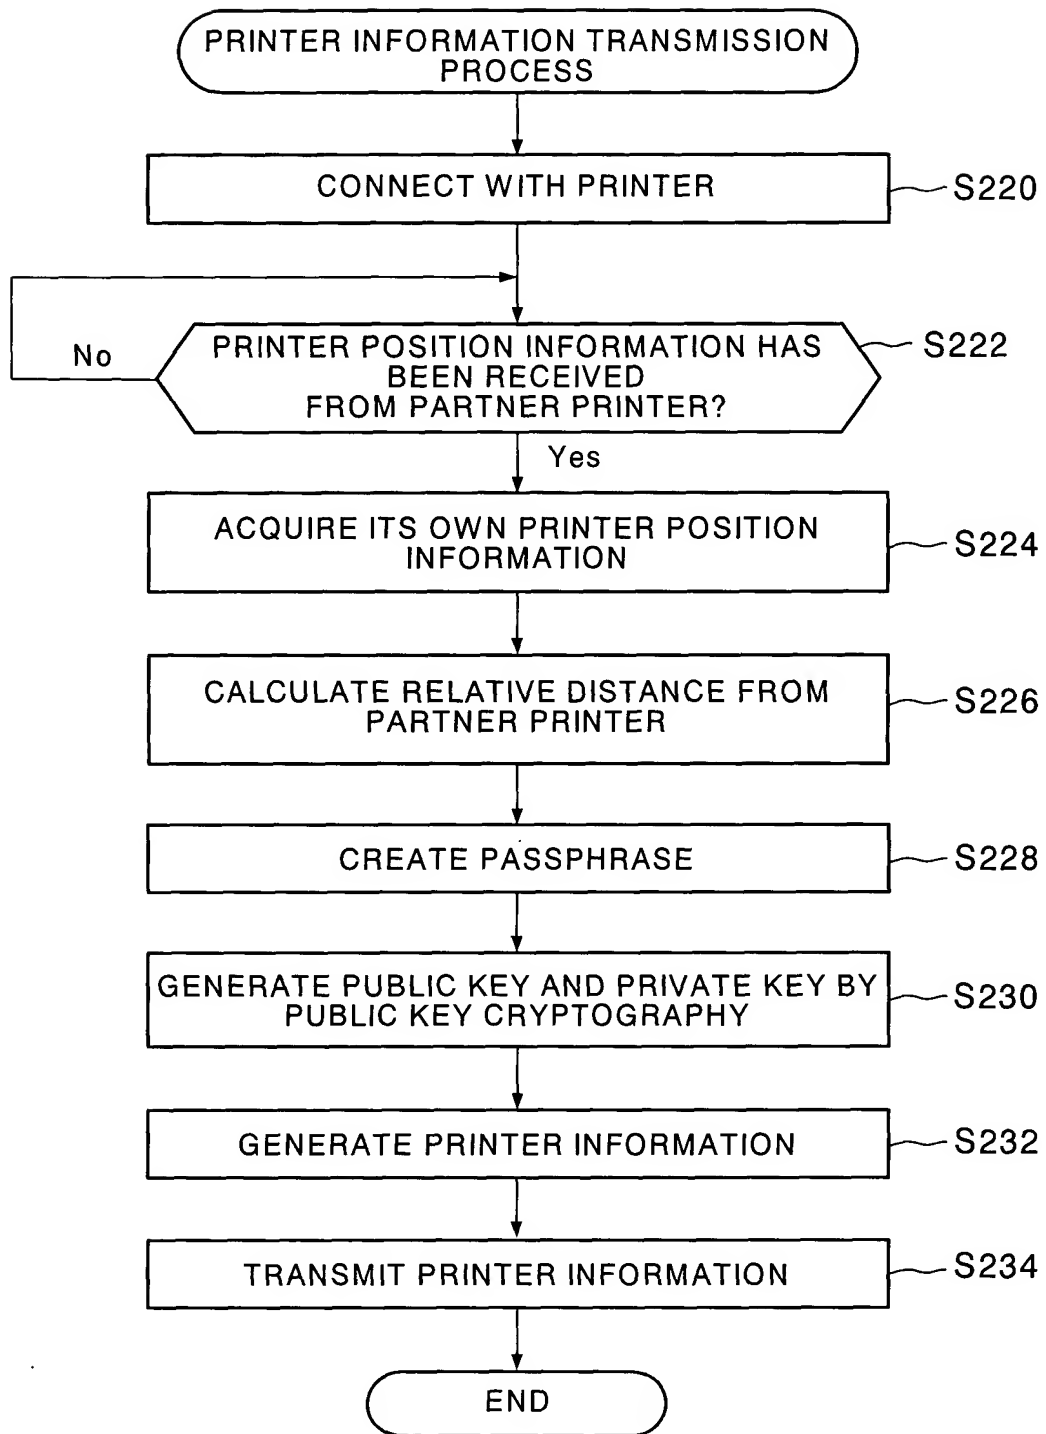 PRINTER INFORMATION TRANSMISSION
PROCESS
CONNECT WITH PRINTER
S220
PRINTER POSITION INFORMATION HAS
BEEN RECEIVED
FROM PARTNER PRINTER?
S222
No
Yes
ACQUIRE ITS OWN PRINTER POSITION
INFORMATION
S224
CALCULATE RELATIVE DISTANCE FROM
PARTNER PRINTER
S226
CREATE PASSPHRASE
S228
GENERATE PUBLIC KEY AND PRIVATE KEY BY
PUBLIC KEY CRYPTOGRAPHY
S230
GENERATE PRINTER INFORMATION
S232
TRANSMIT PRINTER INFORMATION
S234
END